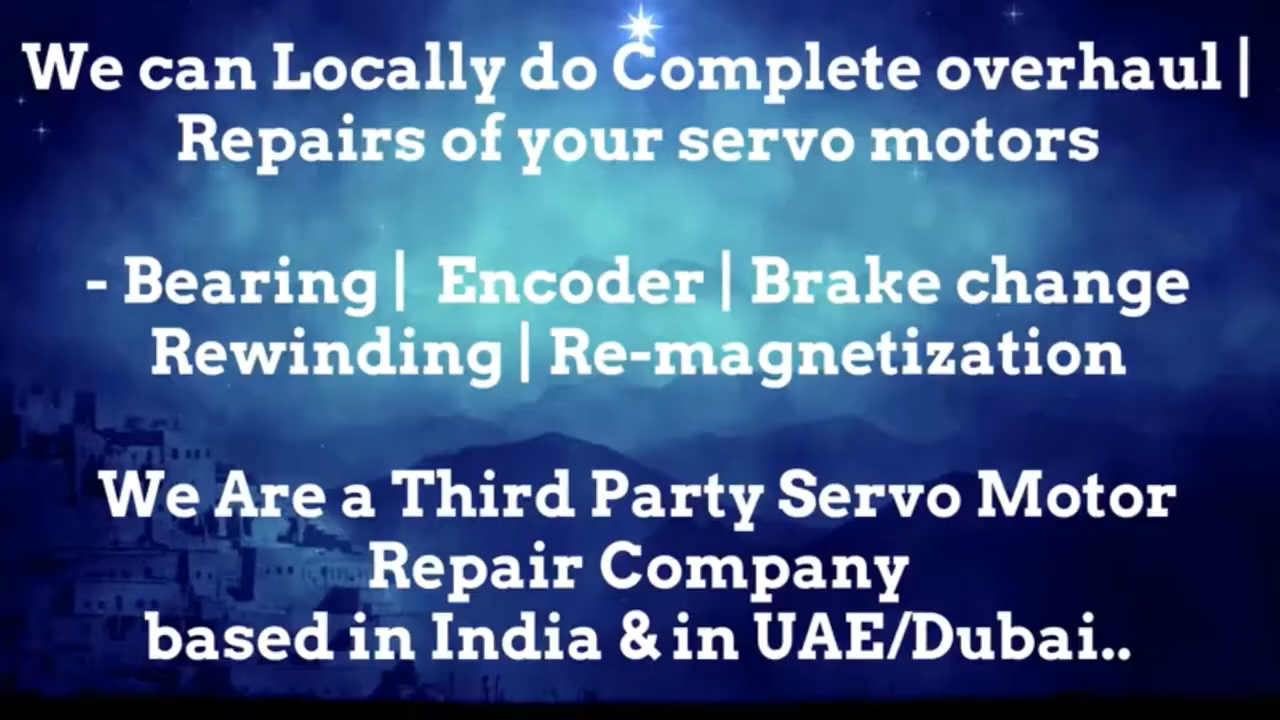 We can Locally do Complete overhaul |
Repairs of your servo motors
- Bearing | Encoder | Brake change
Rewinding | Re-magnetization
We Are a Third Party Servo Motor
Repair Company
based in India & in UAE/Dubai..